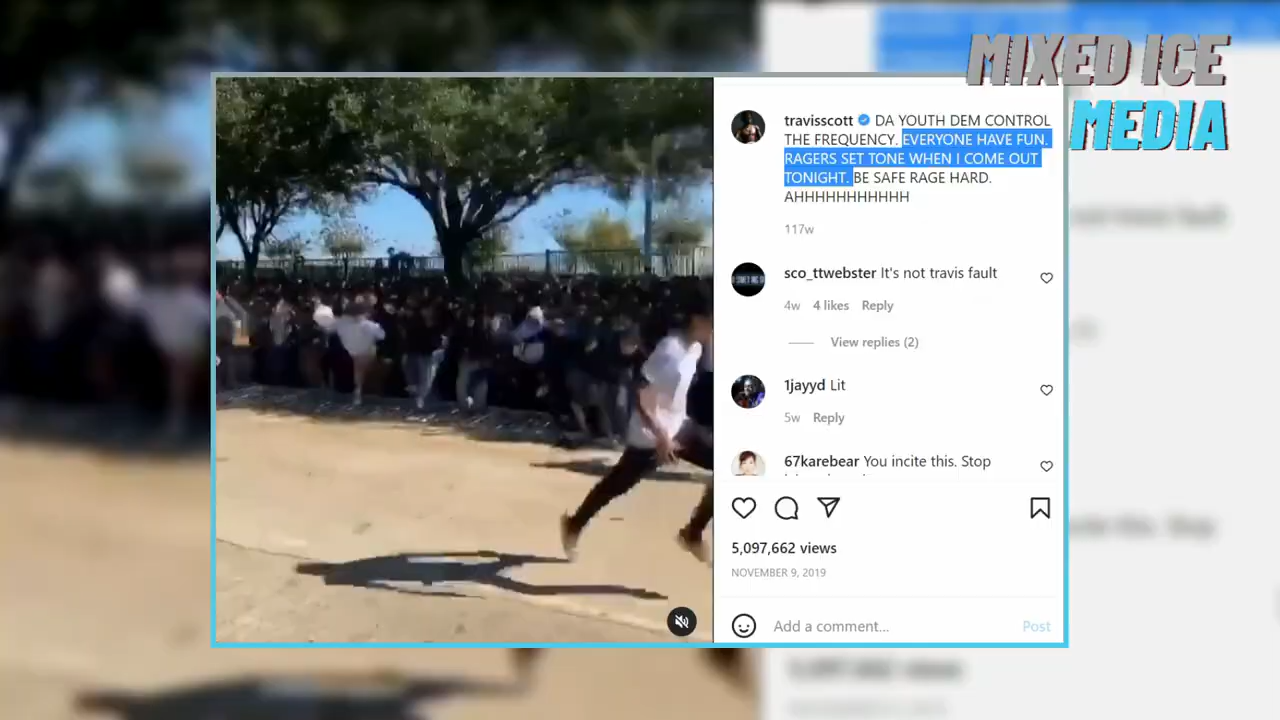 MIXED ICE
MEDIA
travisscott DA YOUTH DEM CONTROL
THE FREQUENCY. EVERYONE HAVE FUN.
RAGERS SET TONE WHEN I COME OUT
TONIGHT. BE SAFE RAGE HARD.
AHHHHHHHHHHH
117w
sco_ttwebster It's not travis fault
4w 4 likes Reply
View replies (2)
1jayyd Lit
5w Reply
67karebear You incite this. Stop
5,097,662 views
NOVEMBER 9, 2019
Add a comment... Post